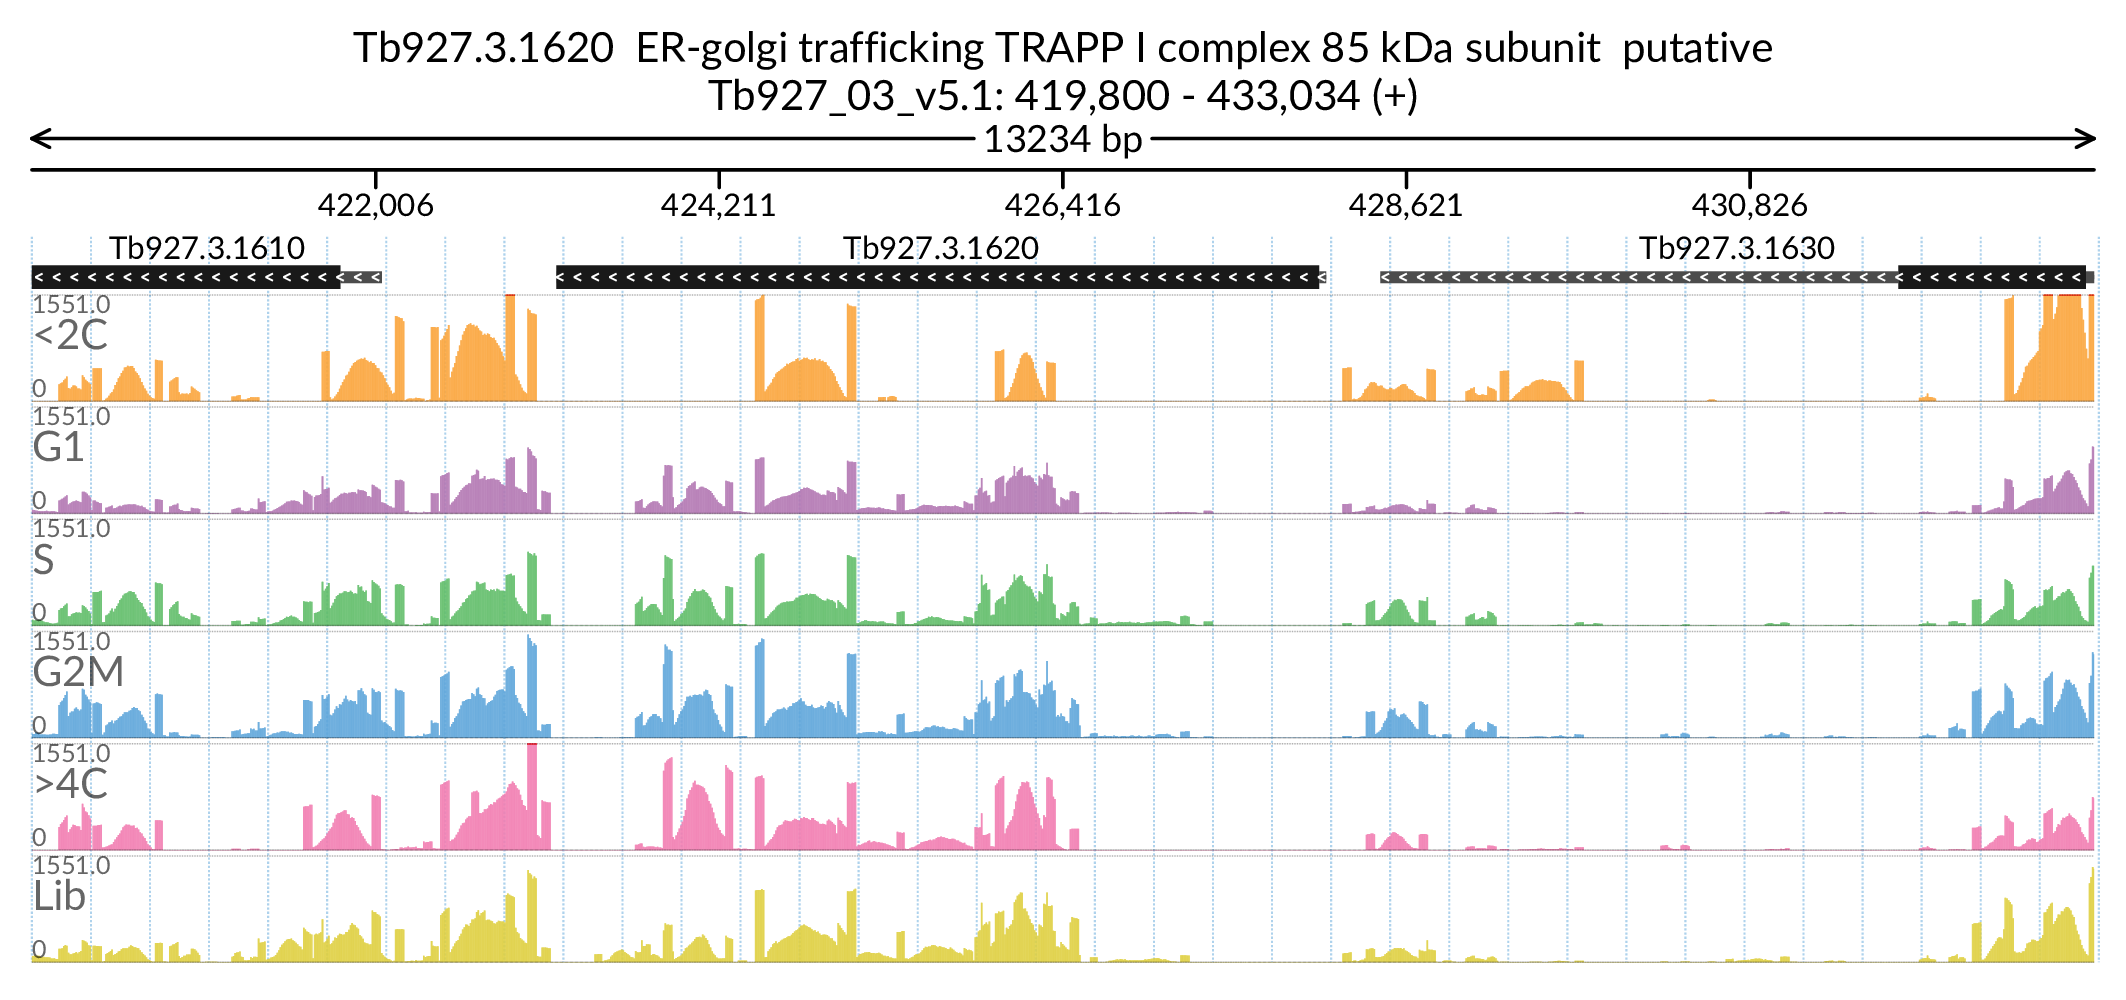 Tb927.3.1620  ER-golgi trafficking TRAPP I complex 85 kDa subunit  putative
Tb927_03_v5.1: 419,800 - 433,034 (+)
13234 bp
422,006 424,211 426,416 428,621 430,826
Tb927.3.1610 Tb927.3.1620 Tb927.3.1630
1551.0
<2C
0
1551.0
G1
0
1551.0
S
0
1551.0
G2M
0
1551.0
>4C
0
1551.0
Lib
0